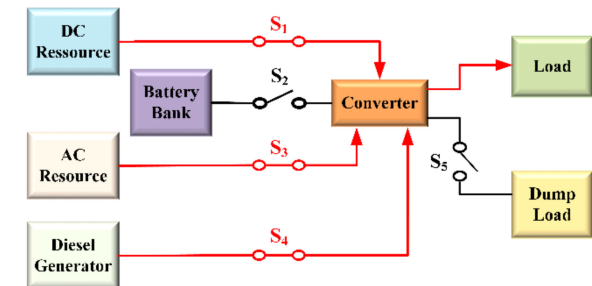 DC
Ressource
S1
Battery
Bank
S2
Converter
Load
AC
Resource
S3
S5
Dump
Load
Diesel
Generator
S4